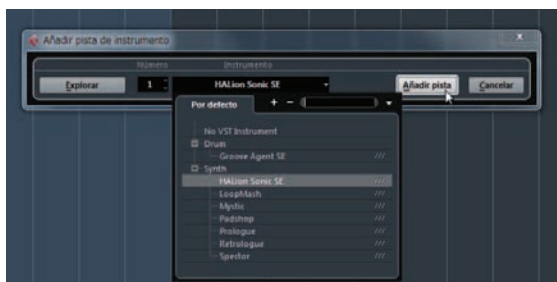 Añadir pista de instrumento
Número Instrumento
Explorar 1 HALion Sonic SE Añadir pista Cancelar
Por defecto
No VST Instrument
Drum
Groove Agent SE ///
Synth
HALion Sonic SE ///
LoopMash ///
Mystic ///
Padshop ///
Prologue ///
Retrologue ///
Spector ///